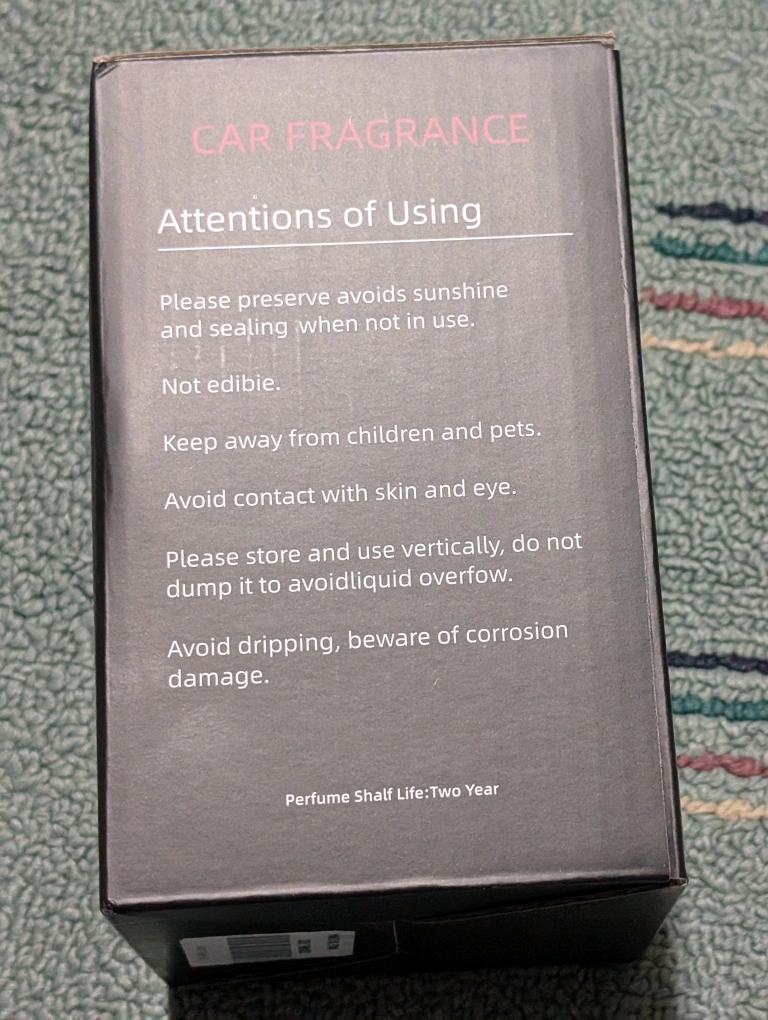 CAR FRAGRANCE
Attentions of Using
Please preserve avoids sunshine
and sealing when not in use.
Not edibie.
Keep away from children and pets.
Avoid contact with skin and eye.
Please store and use vertically, do not
dump it to avoidliquid overfow.
Avoid dripping, beware of corrosion
damage.
Perfume Shalf Life:Two Year